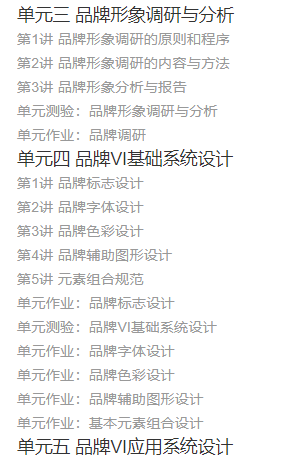 单元三 品牌形象调研与分析
第1讲 品牌形象调研的原则和程序
第2讲 品牌形象调研的内容与方法
第3讲 品牌形象分析与报告
单元测验：品牌形象调研与分析
单元作业：品牌调研
单元四 品牌VI基础系统设计
第1讲 品牌标志设计
第2讲 品牌字体设计
第3讲 品牌色彩设计
第4讲 品牌辅助图形设计
第5讲 元素组合规范
单元作业：品牌标志设计
单元测验：品牌VI基础系统设计
单元作业：品牌字体设计
单元作业：品牌色彩设计
单元作业：品牌辅助图形设计
单元作业：基本元素组合设计
单元五 品牌VI应用系统设计